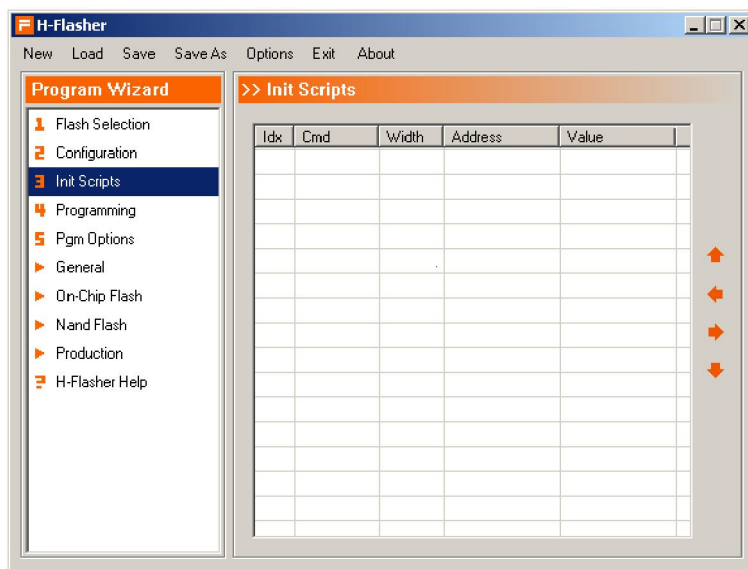 H-Flasher
New Load Save Save As Options Exit About
Program Wizard
1 Flash Selection
2 Configuration
3 Init Scripts
4 Programming
5 Pgm Options
General
On-Chip Flash
Nand Flash
Production
? H-Flasher Help
>> Init Scripts
Idx Cmd Width Address Value